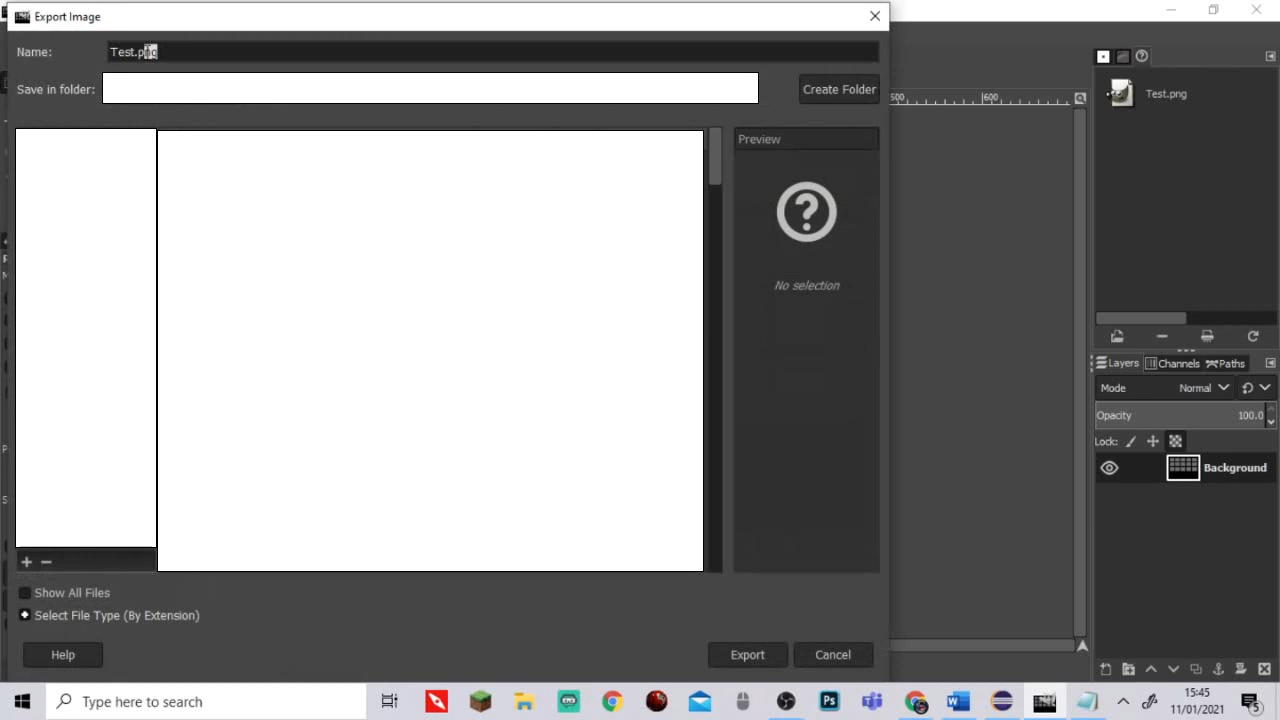 Export Image
Name:
Test.png
Save in folder:
Create Folder
Preview
No selection
Show All Files
Select File Type (By Extension)
Help
Export
Cancel
500
600
Test.png
Layers
Channels
Paths
Mode
Normal
Opacity
100.0
Lock:
Background
Type here to search
Ps
15:45
11/01/2021
5